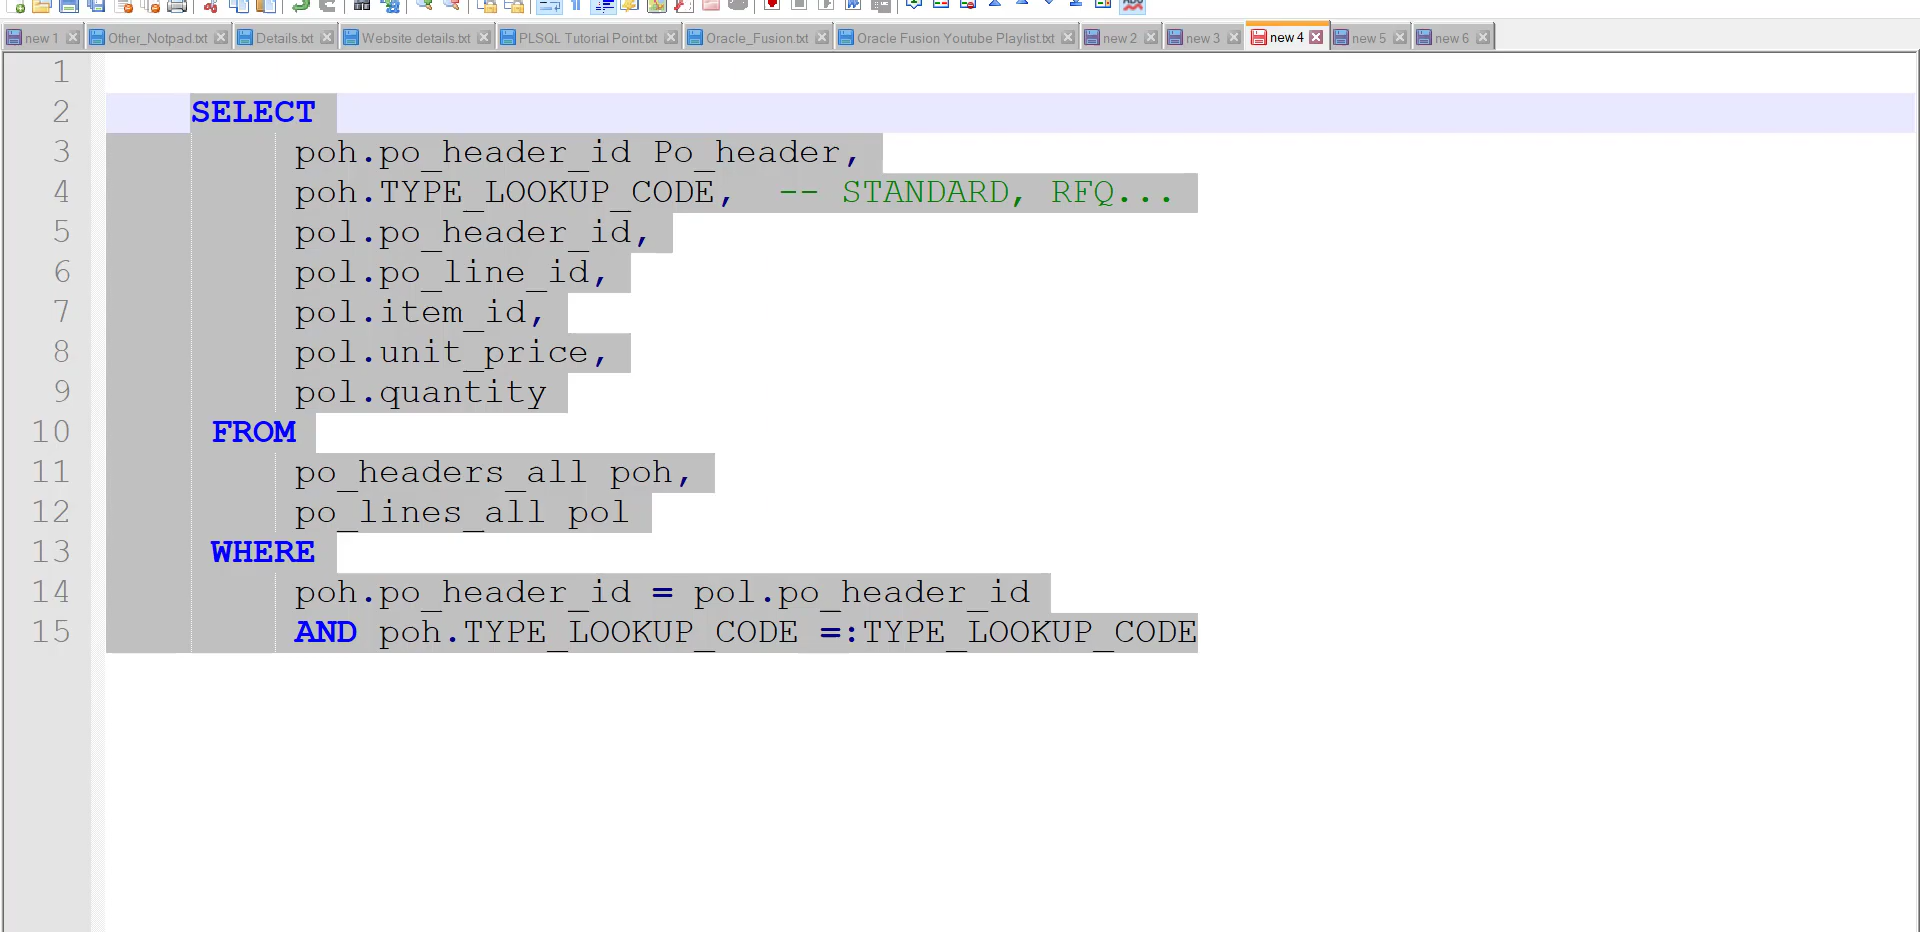 new 1 Other_Notpad.txt Details.txt Website details.txt PLSQL Tutorial Point.txt Oracle_Fusion.txt Oracle Fusion Youtube Playlist.txt new 2 new 3 new 4 new 5 new 6
1
2 SELECT
3 poh.po_header_id Po_header,
4 poh.TYPE_LOOKUP_CODE, -- STANDARD, RFQ...
5 pol.po_header_id,
6 pol.po_line_id,
7 pol.item_id,
8 pol.unit_price,
9 pol.quantity
10 FROM
11 po_headers_all poh,
12 po_lines_all pol
13 WHERE
14 poh.po_header_id = pol.po_header_id
15 AND poh.TYPE_LOOKUP_CODE =:TYPE_LOOKUP_CODE